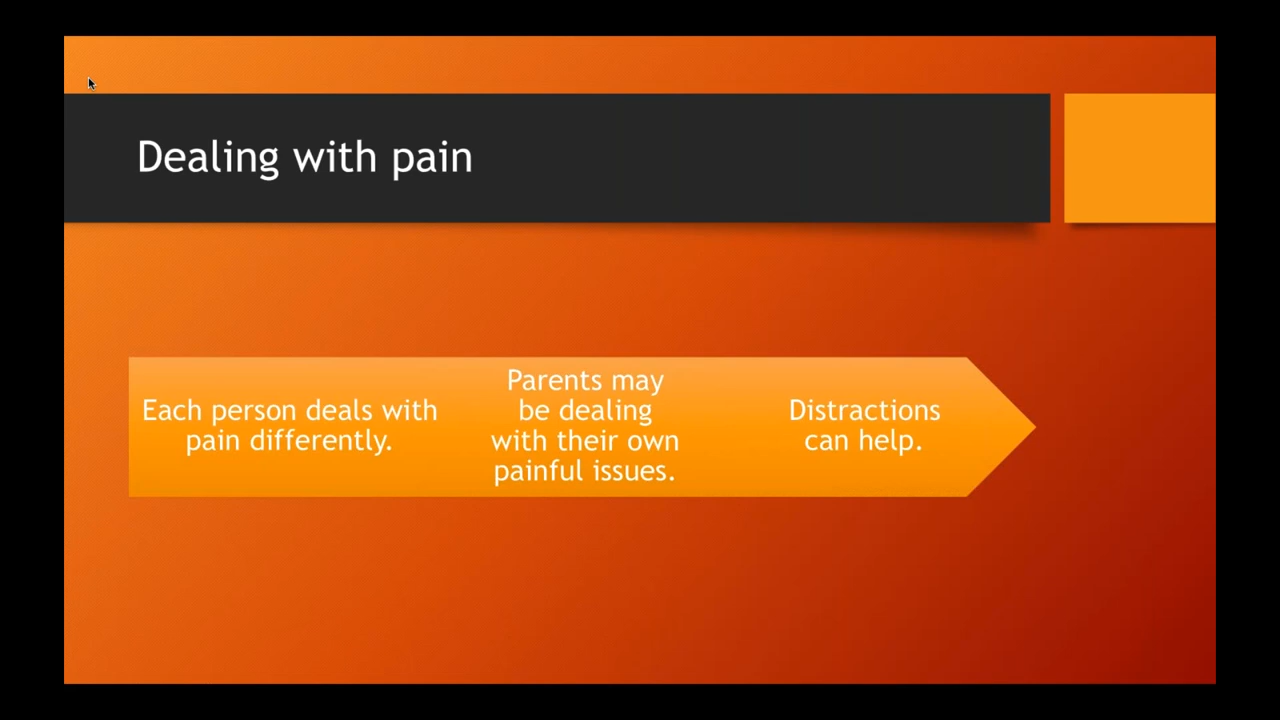 Dealing with pain
Each person deals with
pain differently.
Parents may
be dealing
with their own
painful issues.
Distractions
can help.